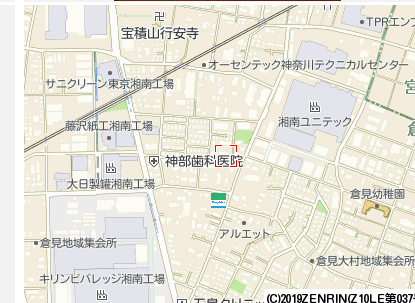 宝積山行安寺
TPRエンプ
オーセンテック神奈川テクニカルセンター
サニクリーン東京湘南工場
湘南ユニテック
藤沢紙工湘南工場
神部歯科医院
大日製罐湘南工場
倉見幼稚園
アルエット
倉見地域集会所
倉見大村地域集
キリンビバレッジ湘南工場
(C)2019ZENRIN(Z10LE第037